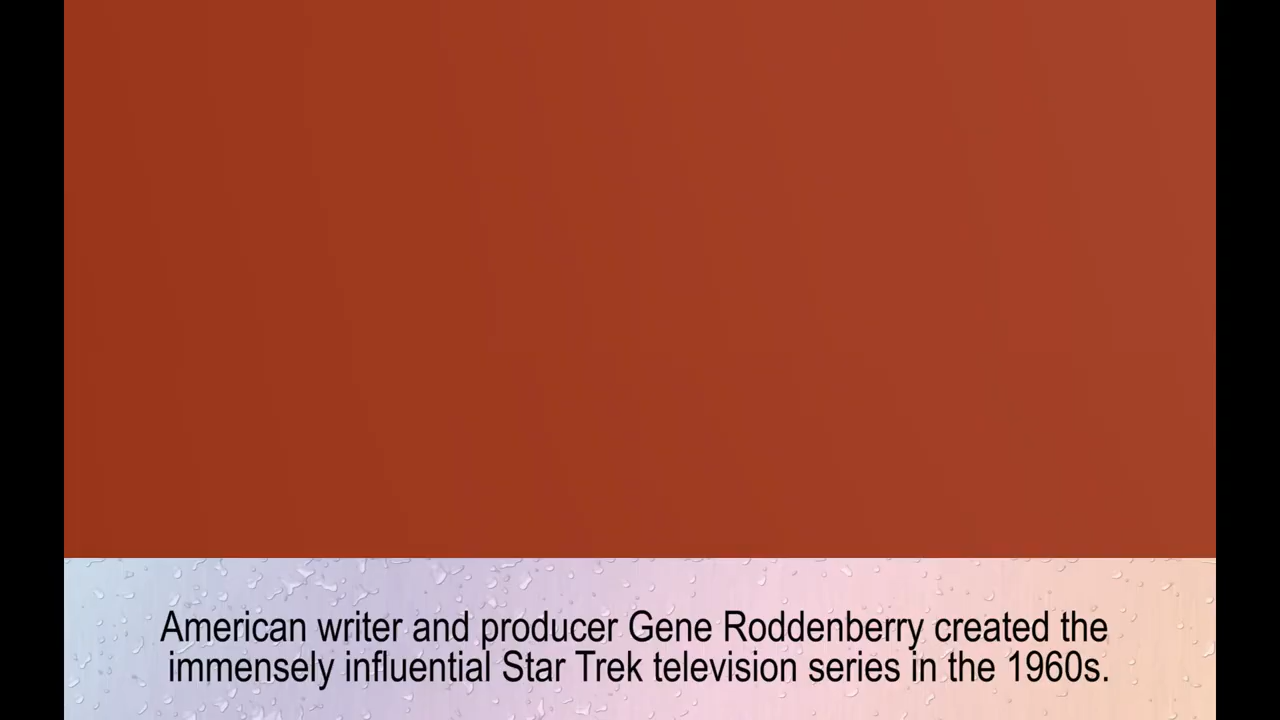 American writer and producer Gene Roddenberry created the
immensely influential Star Trek television series in the 1960s.